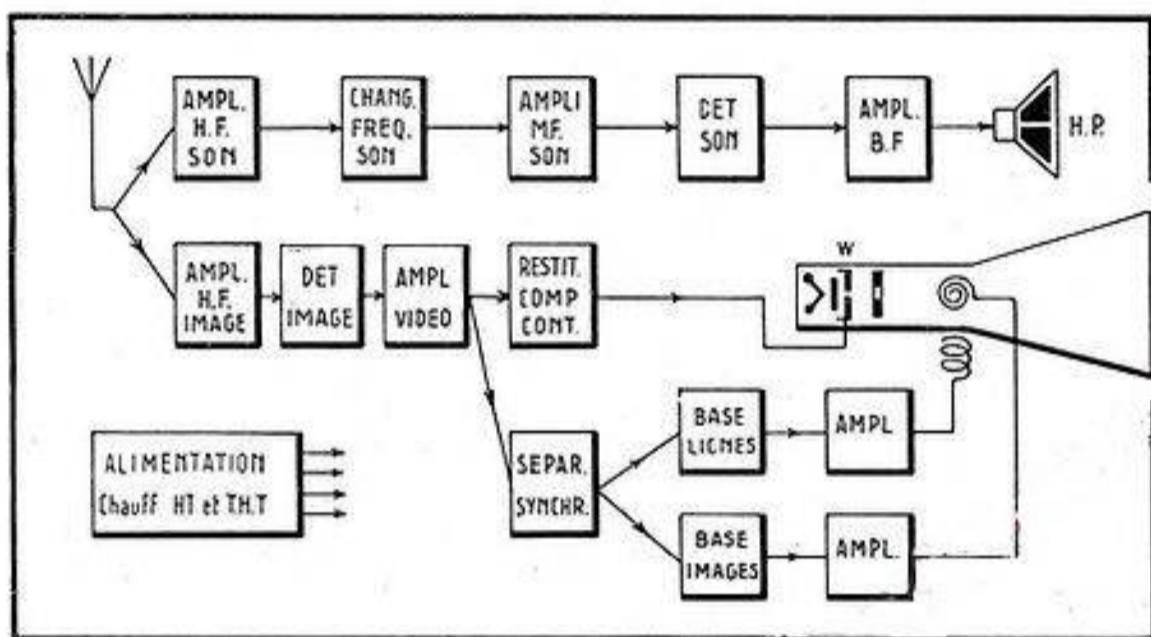 AMPL.
H.F.
SON
CHANG.
FREQ.
SON
AMPLI
M.F.
SON
DET
SON
AMPL.
B.F
H.P.
AMPL.
H.F.
IMAGE
DET
IMAGE
AMPL
VIDEO
RESTIT.
COMP
CONT.
W
ALIMENTATION
Chauff HT et T.H.T
SEPAR.
SYNCHR.
BASE
LIGNES
AMPL
BASE
IMAGES
AMPL.